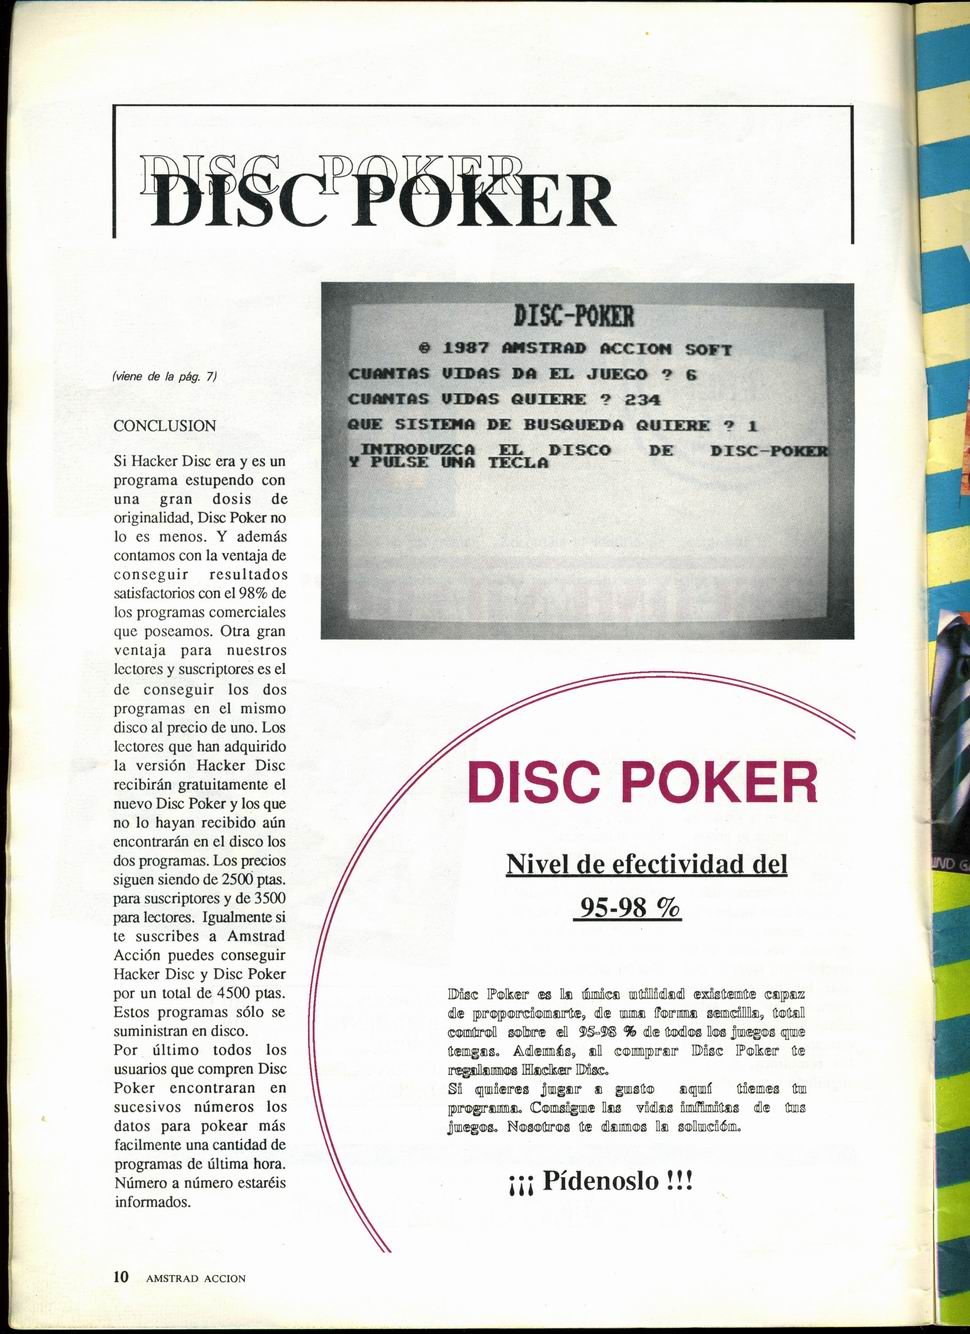 DISC POKER
DISC POKER
(viene de la pág. 7)
CONCLUSION
Si Hacker Disc era y es un
programa estupendo con
una gran dosis de
originalidad, Disc Poker no
lo es menos. Y además
contamos con la ventaja de
conseguir resultados
satisfactorios con el 98% de
los programas comerciales
que poseamos. Otra gran
ventaja para nuestros
lectores y suscriptores es el
de conseguir los dos
programas en el mismo
disco al precio de uno. Los
lectores que han adquirido
la versión Hacker Disc
recibirán gratuitamente el
nuevo Disc Poker y los que
no lo hayan recibido aún
encontrarán en el disco los
dos programas. Los precios
siguen siendo de 2500 ptas.
para suscriptores y de 3500
para lectores. Igualmente si
te suscribes a Amstrad
Acción puedes conseguir
Hacker Disc y Disc Poker
por un total de 4500 ptas.
Estos programas sólo se
suministran en disco.
Por último todos los
usuarios que compren Disc
Poker encontraran en
sucesivos números los
datos para pokear más
facilmente una cantidad de
programas de última hora.
Número a número estaréis
informados.
DISC-POKER
© 1987 AMSTRAD ACCION SOFT
CUANTAS VIDAS DA EL JUEGO ? 6
CUANTAS VIDAS QUIERE ? 234
QUE SISTEMA DE BUSQUEDA QUIERE ? 1
INTRODUZCA EL DISCO DE DISC-POKER
Y PULSE UNA TECLA
DISC POKER
Nivel de efectividad del
95-98 %
Disc Poker es la única utilidad existente capaz
de proporcionarte, de una forma sencilla, total
control sobre el 95-98 % de todos los juegos que
tengas. Además, al comprar Disc Poker te
regalamos Hacker Disc.
Si quieres jugar a gusto aquí tienes tu
programa. Consigue las vidas infinitas de tus
juegos. Nosotros te damos la solución.
¡¡¡ Pídenoslo !!!
10 AMSTRAD ACCION